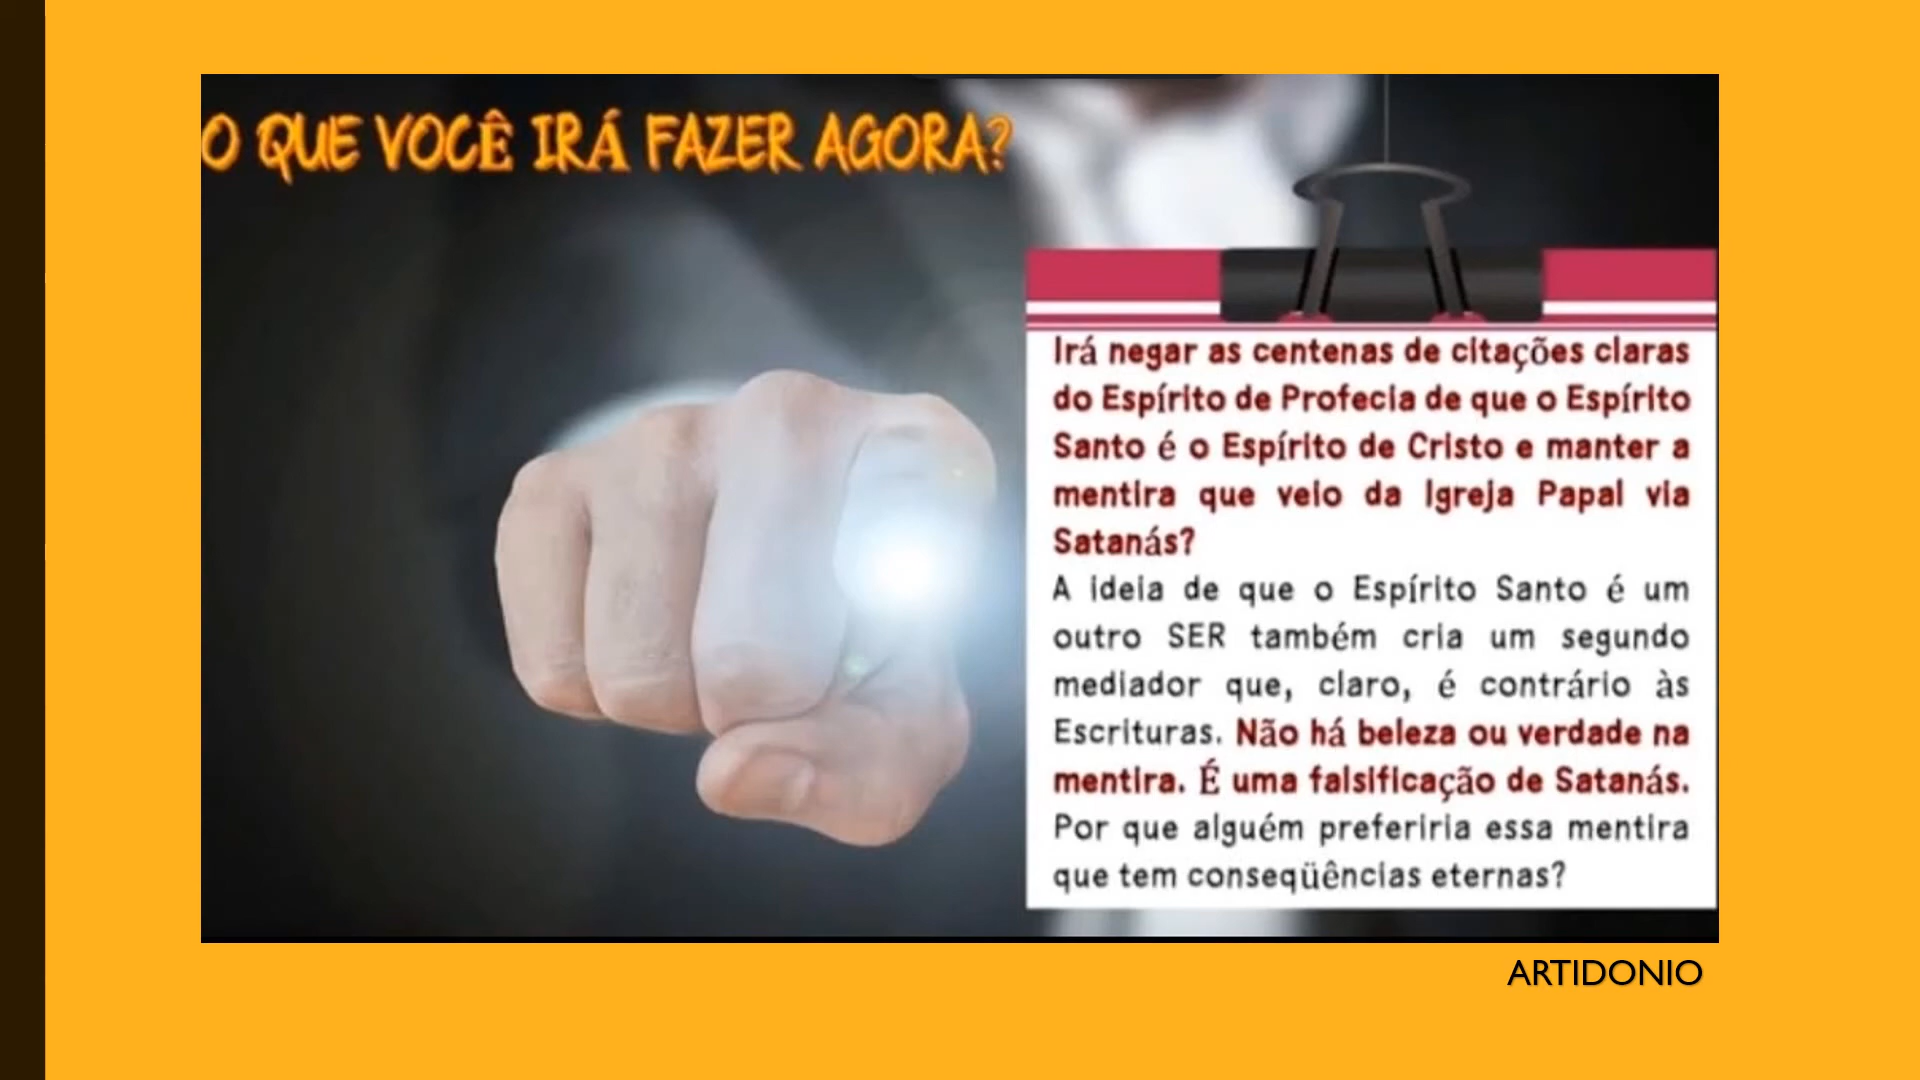 O QUE VOCÊ IRÁ FAZER AGORA?
Irá negar as centenas de citações claras
do Espírito de Profecia de que o Espírito
Santo é o Espírito de Cristo e manter a
mentira que veio da Igreja Papal via
Satanás?
A ideia de que o Espírito Santo é um
outro SER também cria um segundo
mediador que, claro, é contrário às
Escrituras. Não há beleza ou verdade na
mentira. É uma falsificação de Satanás.
Por que alguém preferiria essa mentira
que tem conseqüências eternas?
ARTIDONIO